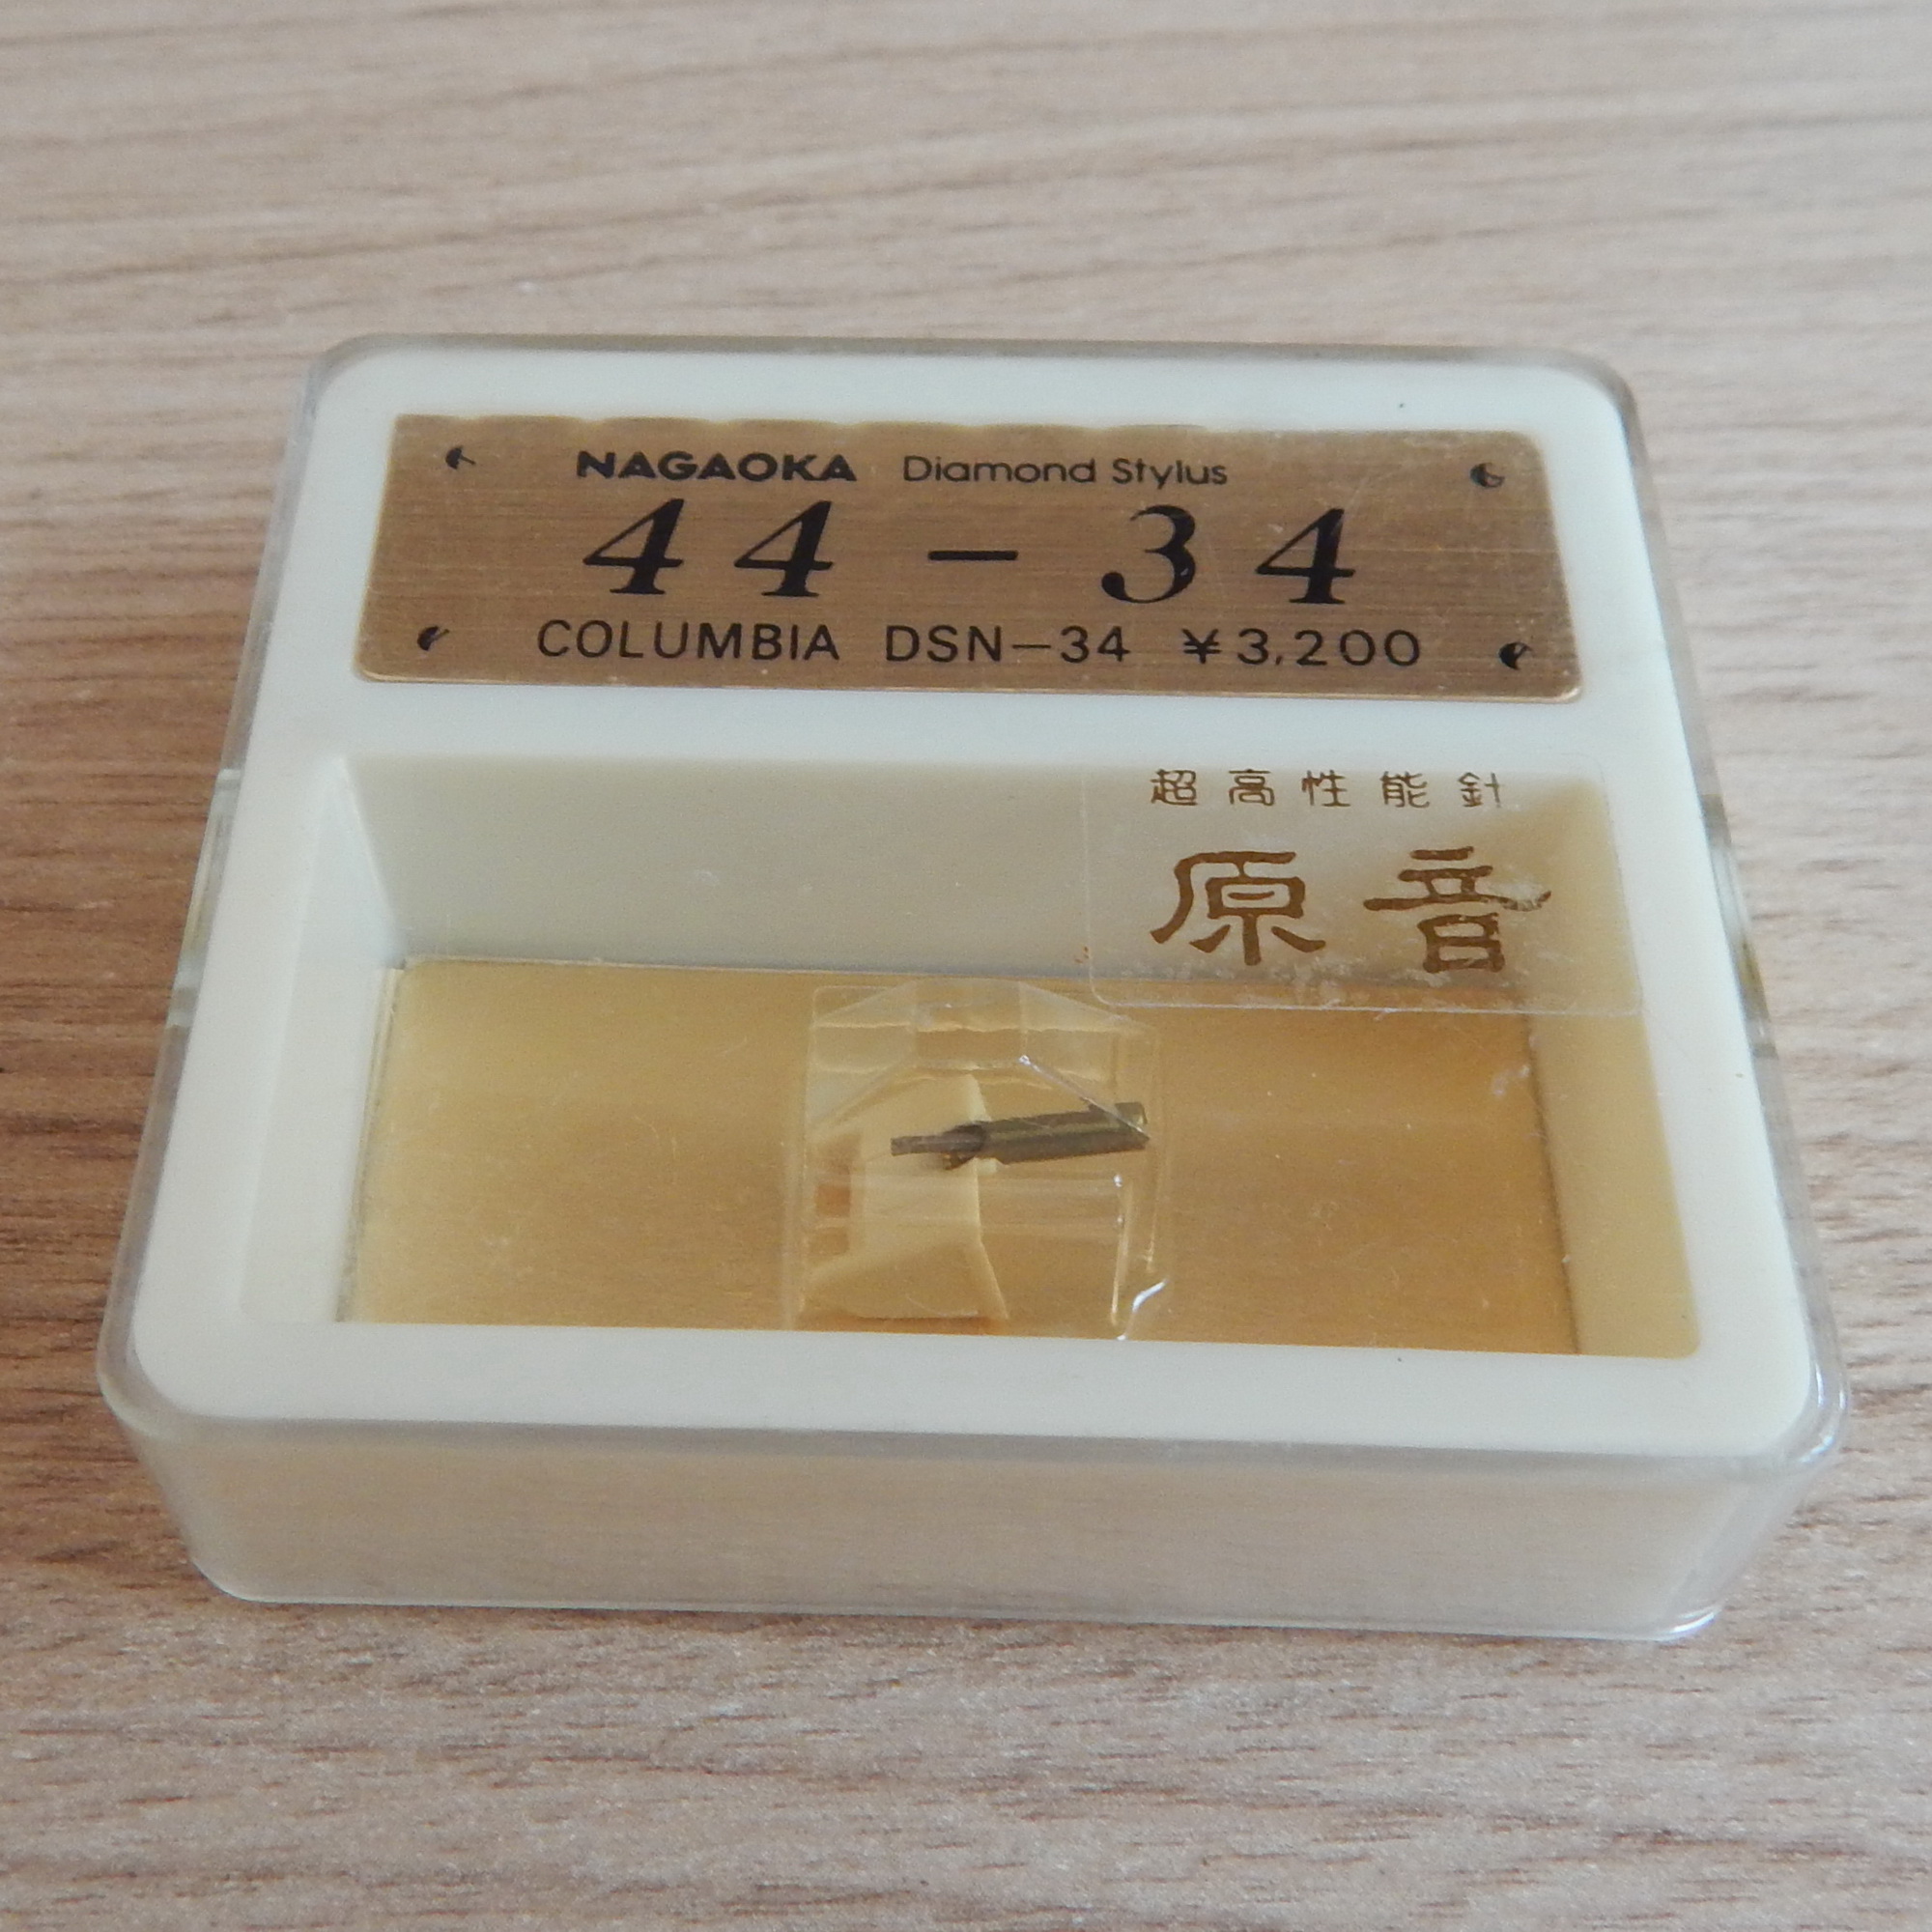 NAGAOKA Diamond Stylus
44-34
COLUMBIA DSN-34 ¥3,200
超高性能針
原音